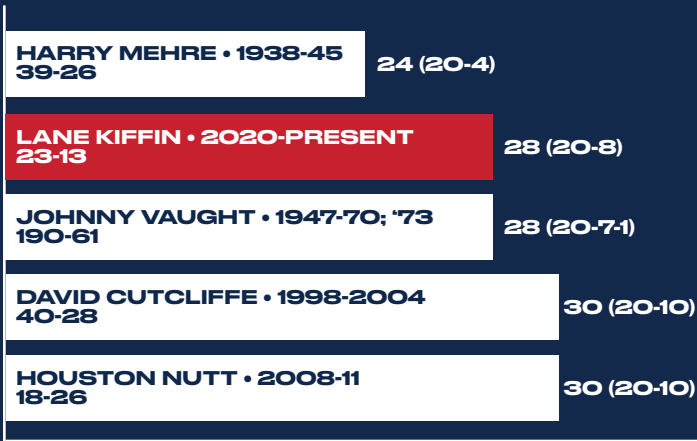 HARRY MEHRE • 1938-45
39-26
24 (20-4)
LANE KIFFIN • 2020-PRESENT
23-13
28 (20-8)
JOHNNY VAUGHT • 1947-70; ‘73
190-61
28 (20-7-1)
DAVID CUTCLIFFE • 1998-2004
40-28
30 (20-10)
HOUSTON NUTT • 2008-11
18-26
30 (20-10)